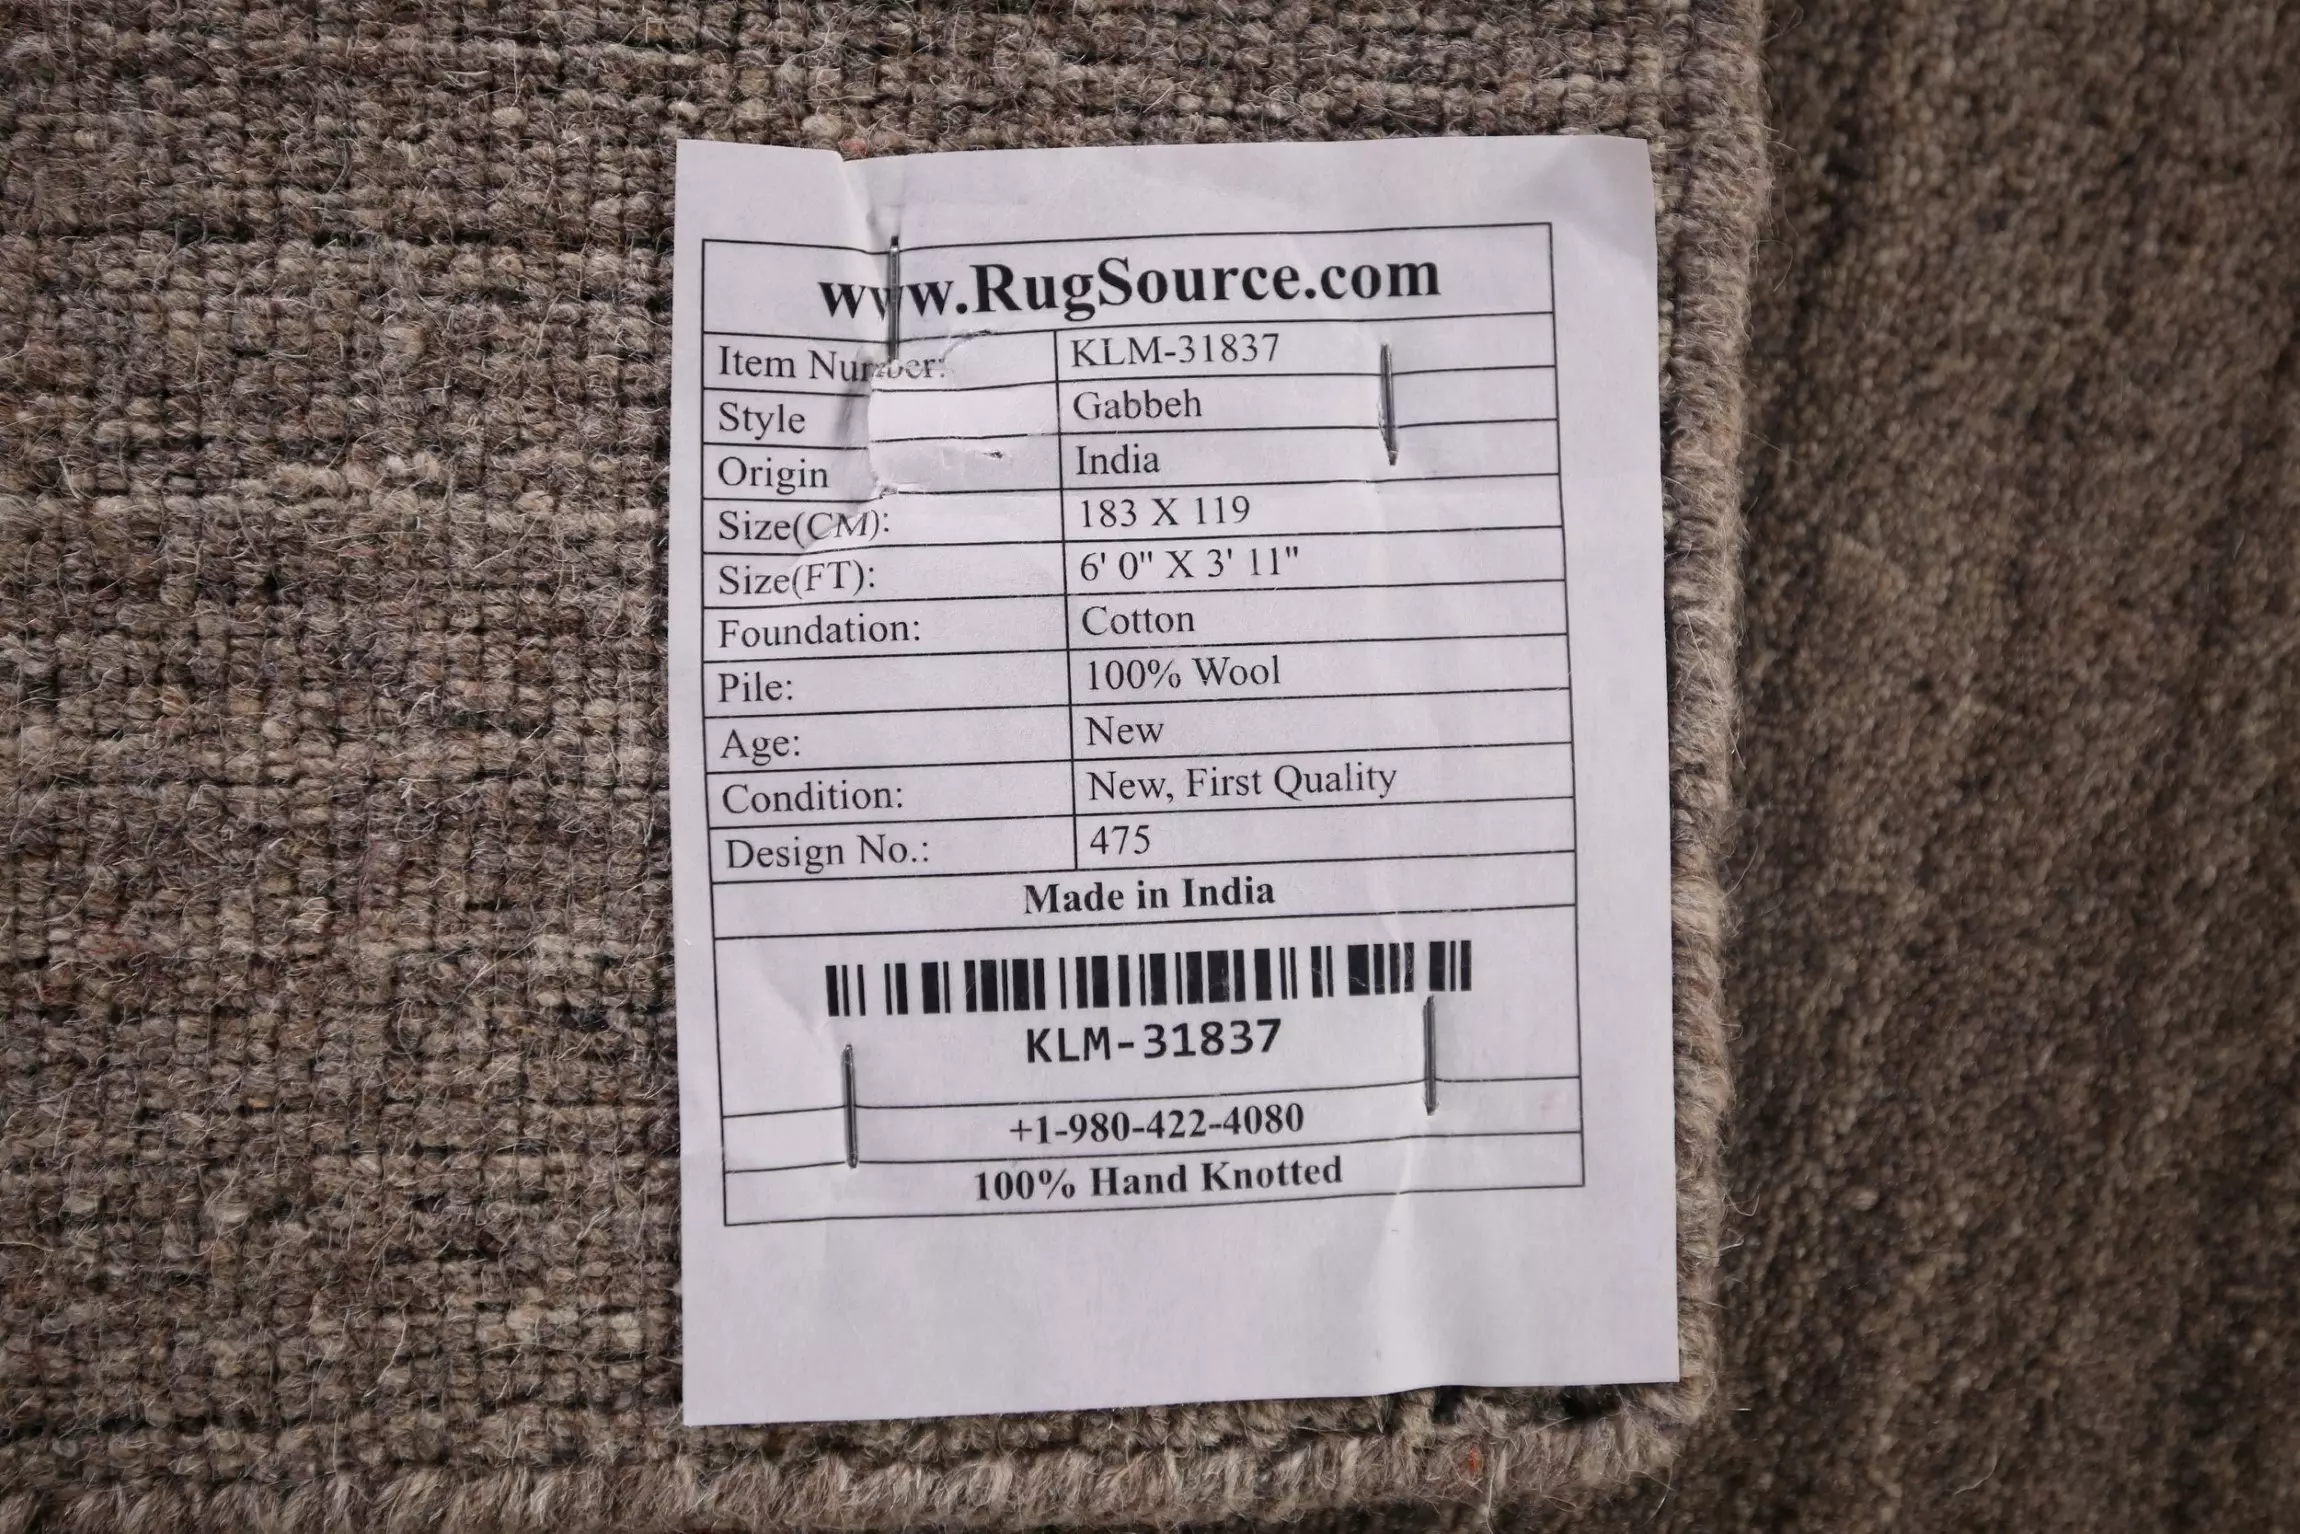 www.RugSource.com
Item Number: KLM-31837
Style Gabbeh
Origin India
Size(CM): 183 X 119
Size(FT): 6' 0" X 3' 11"
Foundation: Cotton
Pile: 100% Wool
Age: New
Condition: New, First Quality
Design No.: 475
Made in India
KLM-31837
+1-980-422-4080
100% Hand Knotted